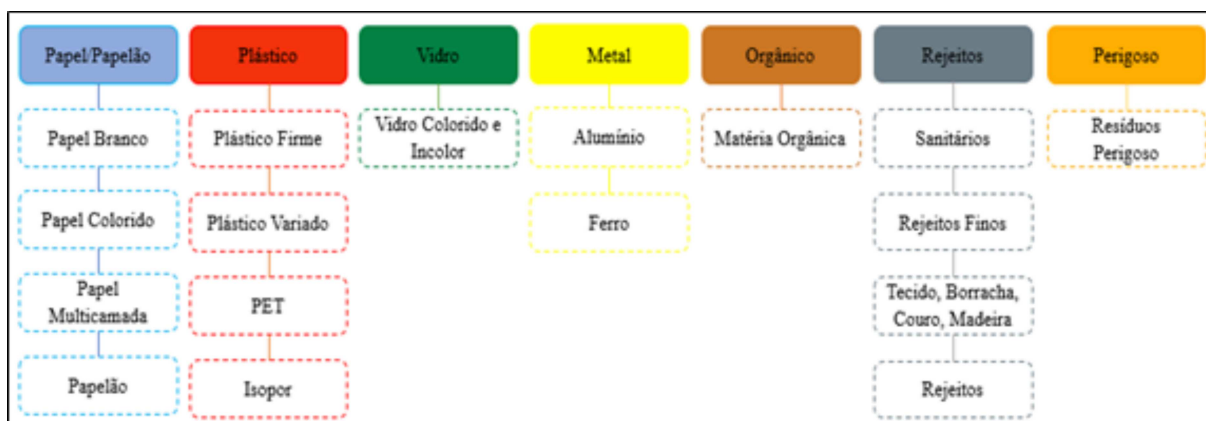 Papel/Papelão
Plástico
Vidro
Metal
Orgânico
Rejeitos
Perigoso
Papel Branco
Plástico Firme
Vidro Colorido e
Incolor
Alumínio
Matéria Orgânica
Sanitários
Resíduos
Perigoso
Papel Colorido
Plástico Variado
Ferro
Rejeitos Finos
Papel
Multicamada
PET
Tecido, Borracha,
Couro, Madeira
Papelão
Isopor
Rejeitos